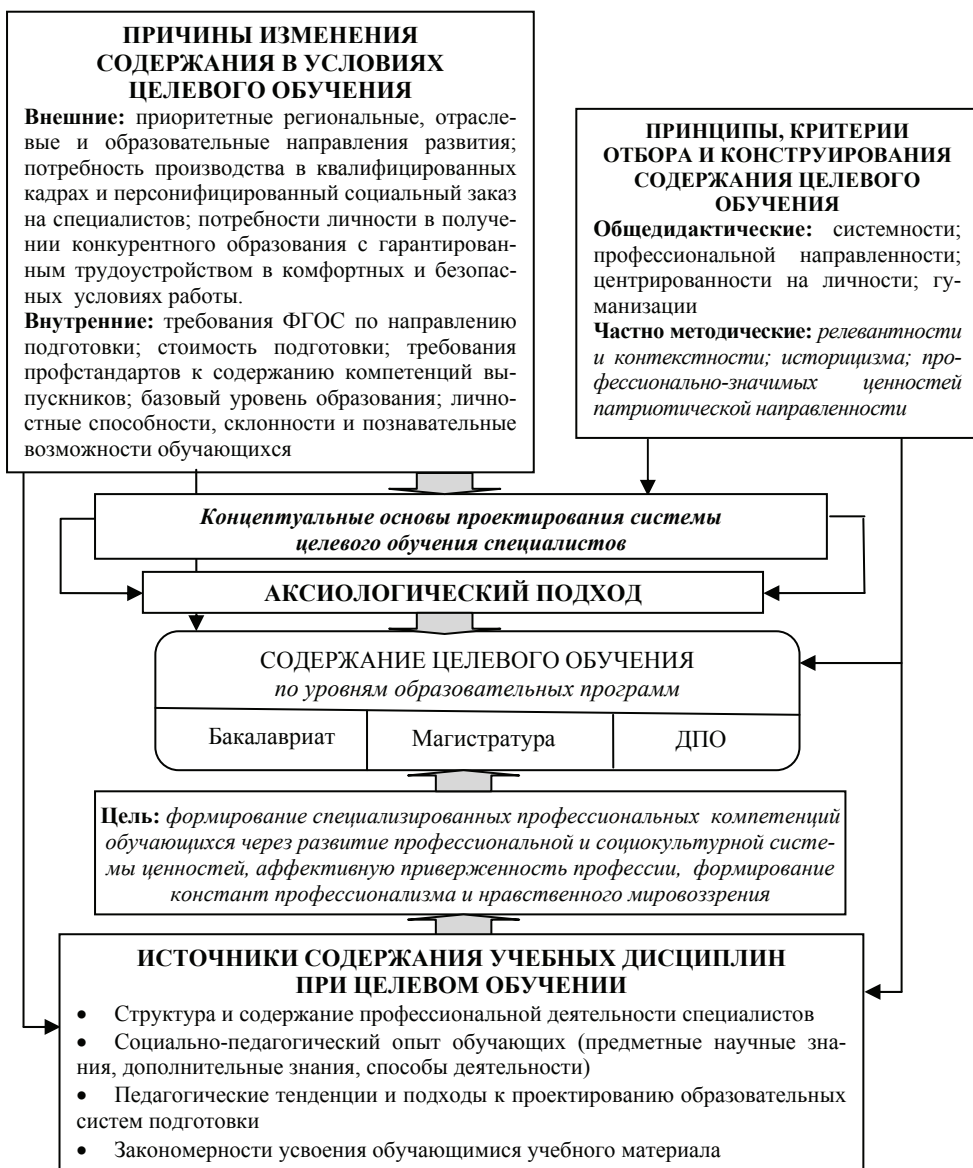 ПРИЧИНЫ ИЗМЕНЕНИЯ
СОДЕРЖАНИЯ В УСЛОВИЯХ
ЦЕЛЕВОГО ОБУЧЕНИЯ
Внешние: приоритетные региональные, отрасле-
вые и образовательные направления развития;
потребность производства в квалифицированных
кадрах и персонифицированный социальный заказ
на специалистов; потребности личности в получе-
нии конкурентного образования с гарантирован-
ным трудоустройством в комфортных и безопас-
ных условиях работы.
Внутренние: требования ФГОС по направлению
подготовки; стоимость подготовки; требования
профстандартов к содержанию компетенций вы-
пускников; базовый уровень образования; лично-
стные способности, склонности и познавательные
возможности обучающихся
ПРИНЦИПЫ, КРИТЕРИИ
ОТБОРА И КОНСТРУИРОВАНИЯ
СОДЕРЖАНИЯ ЦЕЛЕВОГО
ОБУЧЕНИЯ
Общедидактические: системности;
профессиональной направленности;
центрированности на личности; гу-
манизации
Частно методические: релевантности
и контекстности; историцизма; про-
фессионально-значимых ценностей
патриотической направленности
Концептуальные основы проектирования системы
целевого обучения специалистов
АКСИОЛОГИЧЕСКИЙ ПОДХОД
СОДЕРЖАНИЕ ЦЕЛЕВОГО ОБУЧЕНИЯ
по уровням образовательных программ
Бакалавриат Магистратура ДПО
Цель: формирование специализированных профессиональных компетенций
обучающихся через развитие профессиональной и социокультурной систе-
мы ценностей, аффективную приверженность профессии, формирование
констант профессионализма и нравственного мировоззрения
ИСТОЧНИКИ СОДЕРЖАНИЯ УЧЕБНЫХ ДИСЦИПЛИН
ПРИ ЦЕЛЕВОМ ОБУЧЕНИИ
• Структура и содержание профессиональной деятельности специалистов
• Социально-педагогический опыт обучающих (предметные научные зна-
ния, дополнительные знания, способы деятельности)
• Педагогические тенденции и подходы к проектированию образовательных
систем подготовки
• Закономерности усвоения обучающимися учебного материала